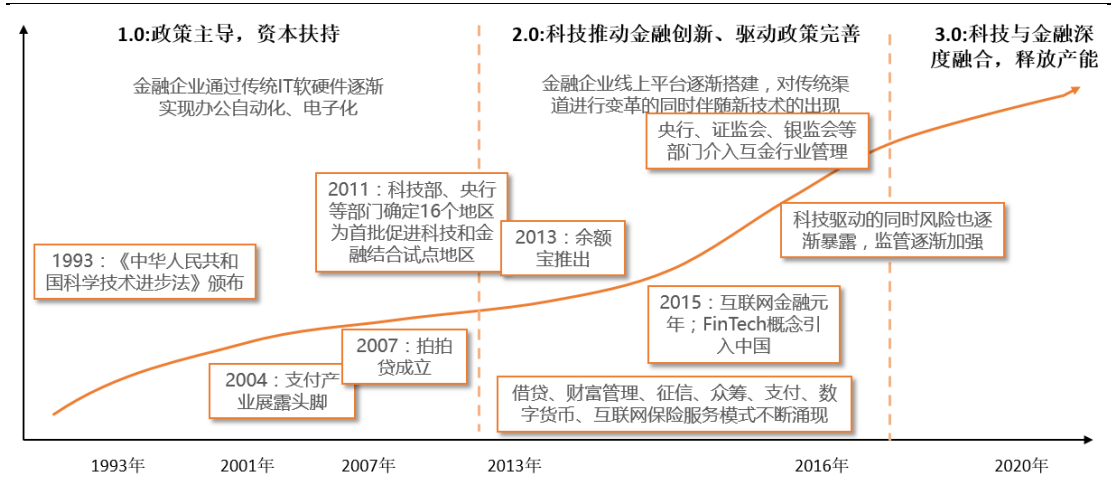 1.0:政策主导，资本扶持
金融企业通过传统IT软硬件逐渐
实现办公自动化、电子化
2.0:科技推动金融创新、驱动政策完善
金融企业线上平台逐渐搭建，对传统渠
道进行变革的同时伴随新技术的出现
3.0:科技与金融深
度融合，释放产能
央行、证监会、银监会等
部门介入互金行业管理
2011：科技部、央行
等部门确定16个地区
为首批促进科技和金
融结合试点地区
科技驱动的同时风险也逐
渐暴露，监管逐渐加强
2013：余额
宝推出
1993：《中华人民共和
国科学技术进步法》颁布
2015：互联网金融元
年；FinTech概念引
入中国
2007：拍拍
贷成立
2004：支付产
业展露头脚
借贷、财富管理、征信、众筹、支付、数
字货币、互联网保险服务模式不断涌现
1993年
2001年
2007年
2013年
2016年
2020年